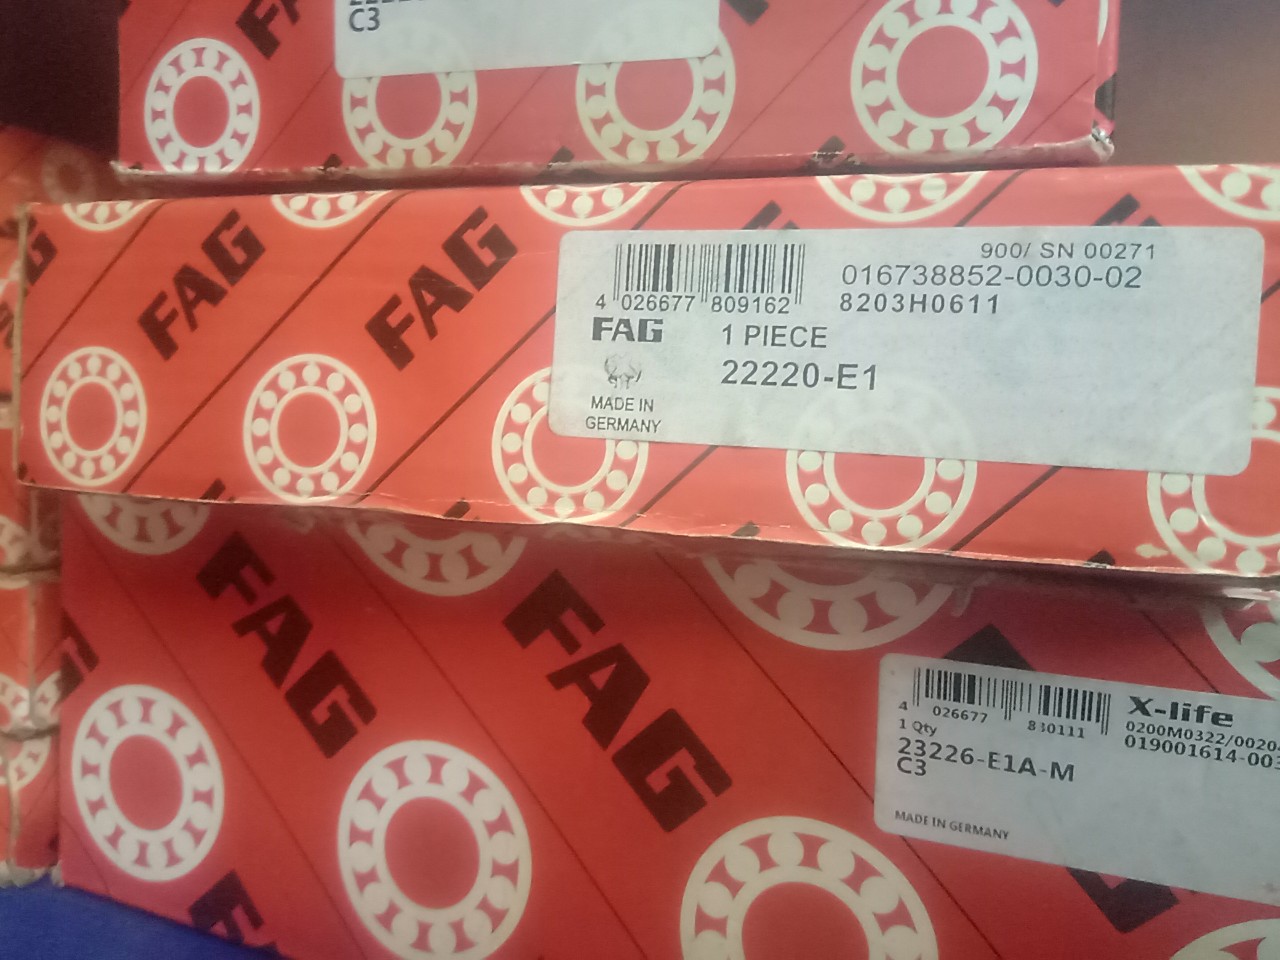 C3
FAG
FAG
FAG
900/ SN 00271
016738852-0030-02
4 026677 809162
8203H0611
FAG
1 PIECE
22220-E1
MADE IN
GERMANY
FAG
FAG
4 026677 830111
X-life
1 Qty
23226-E1A-M
C3
MADE IN GERMANY